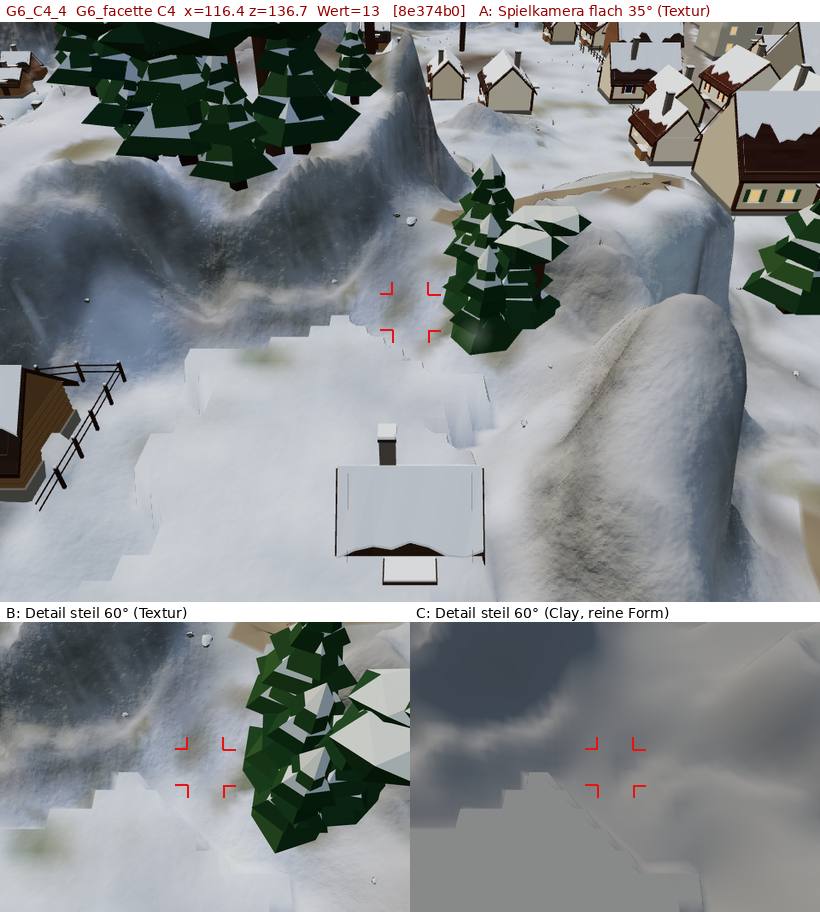 G6_C4_4  G6_facette C4  x=116.4 z=136.7  Wert=13   [8e374b0]   A: Spielkamera flach 35° (Textur)
B: Detail steil 60° (Textur)
C: Detail steil 60° (Clay, reine Form)